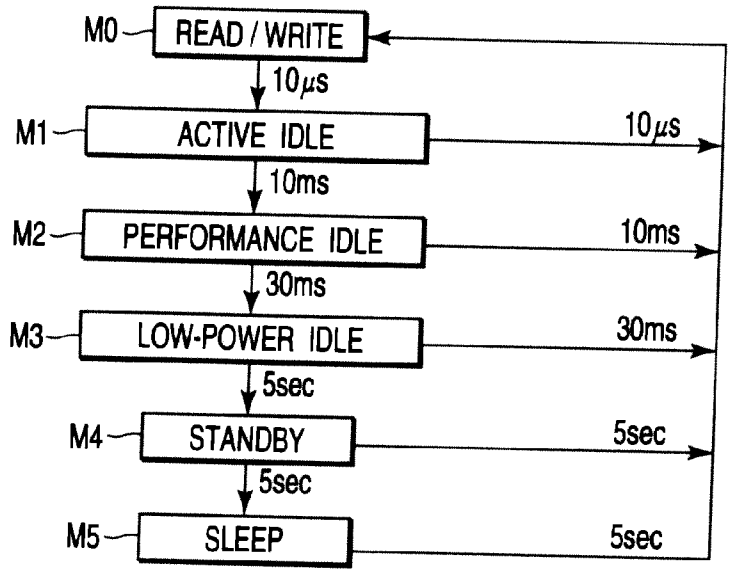 M0 READ / WRITE
10μs
M1 ACTIVE IDLE 10μs
10ms
M2 PERFORMANCE IDLE 10ms
30ms
M3 LOW-POWER IDLE 30ms
5sec
M4 STANDBY 5sec
5sec
M5 SLEEP 5sec